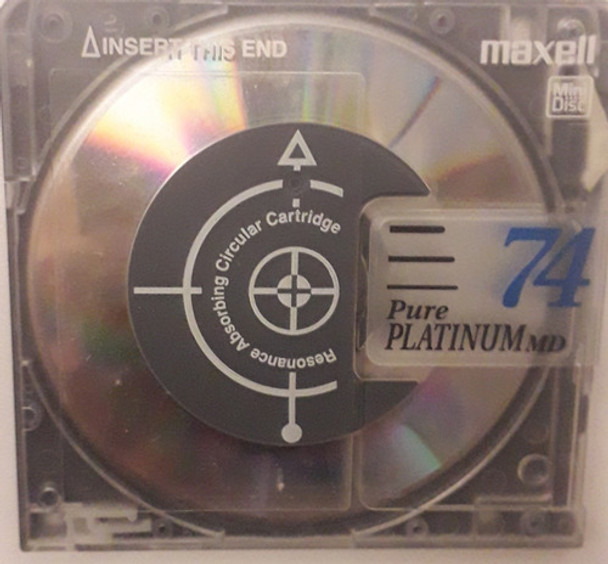 △INSERT THIS END
maxell
Mini
Disc
Resonance Absorbing Circular Cartridge
74
Pure
PLATINUM MD